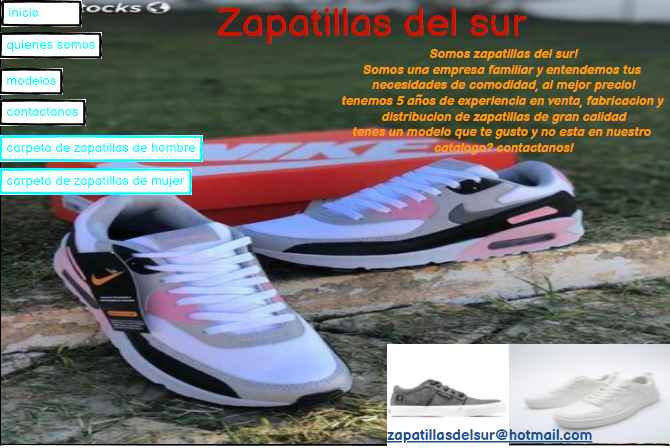 tocks
inicio
Zapatillas del sur
quienes somos
Somos zapatillas del sur!
Somos una empresa familiar y entendemos tus
necesidades de comodidad, al mejor precio!
modelos
tenemos 5 años de experiencia en venta, fabricacion y
distribucion de zapatillas de gran calidad
contactanos
tenes un modelo que te gusto y no esta en nuestro
catalogo? contactanos!
carpeta de zapatillas de hombre
NIKE
carpeta de zapatillas de mujer
zapatillasdelsur@hotmail.com